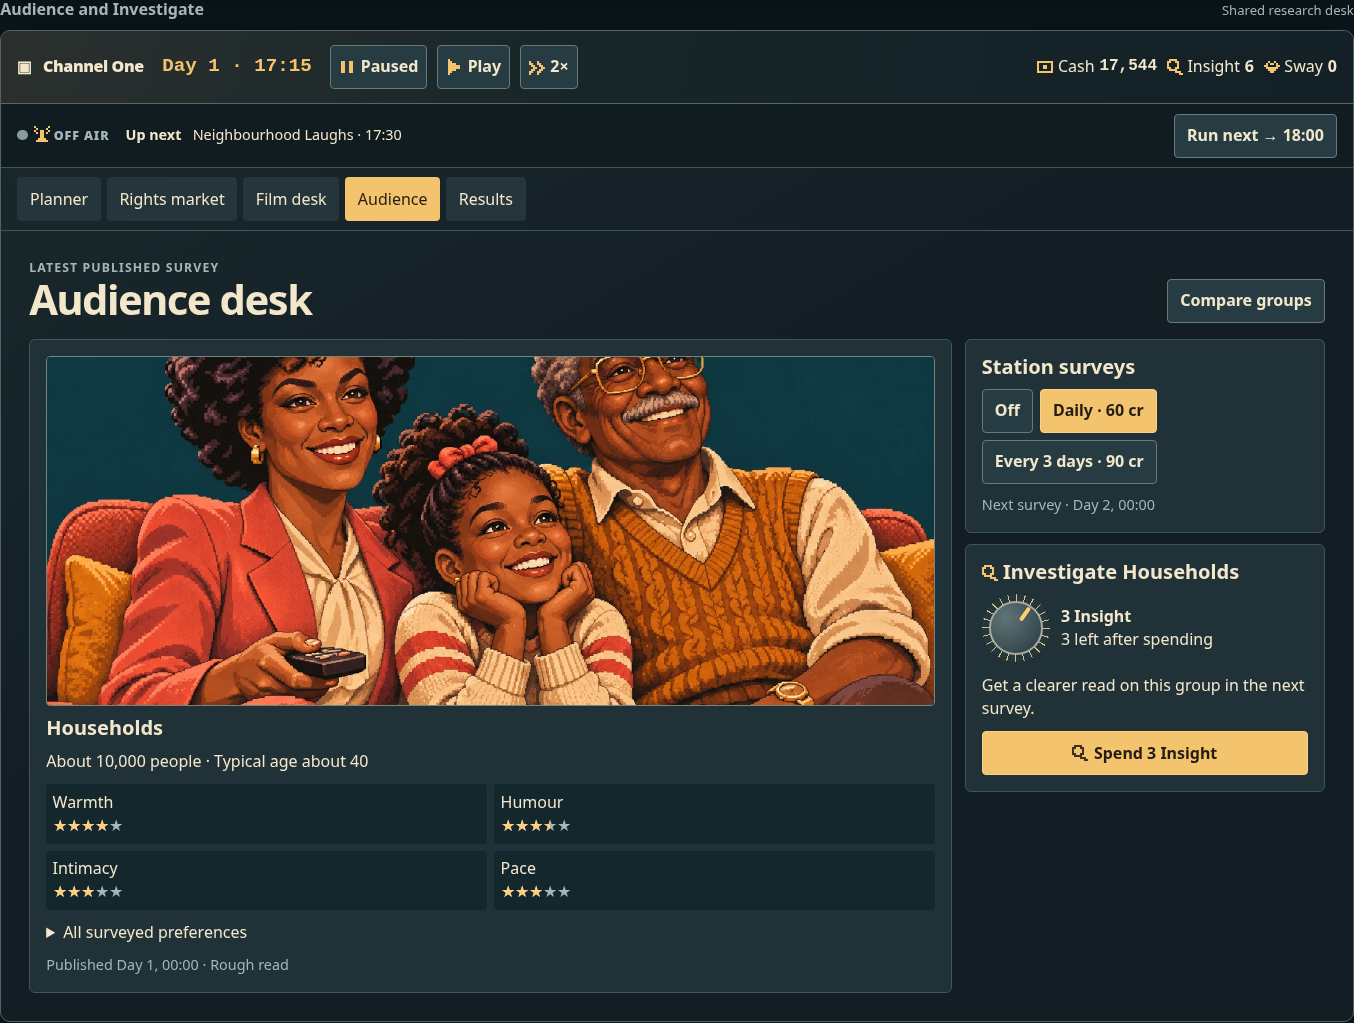 Audience and Investigate
Shared research desk
Channel One Day 1 · 17:15 Paused Play 2×
Cash 17,544 Insight 6 Sway 0
OFF AIR Up next Neighbourhood Laughs · 17:30
Run next → 18:00
Planner Rights market Film desk Audience Results
LATEST PUBLISHED SURVEY
Audience desk
Compare groups
Households
About 10,000 people · Typical age about 40
Warmth
★★★★★
Humour
★★★★★
Intimacy
★★★★★
Pace
★★★★★
▶ All surveyed preferences
Published Day 1, 00:00 · Rough read
Station surveys
Off Daily · 60 cr
Every 3 days · 90 cr
Next survey · Day 2, 00:00
Investigate Households
3 Insight
3 left after spending
Get a clearer read on this group in the next
survey.
Spend 3 Insight